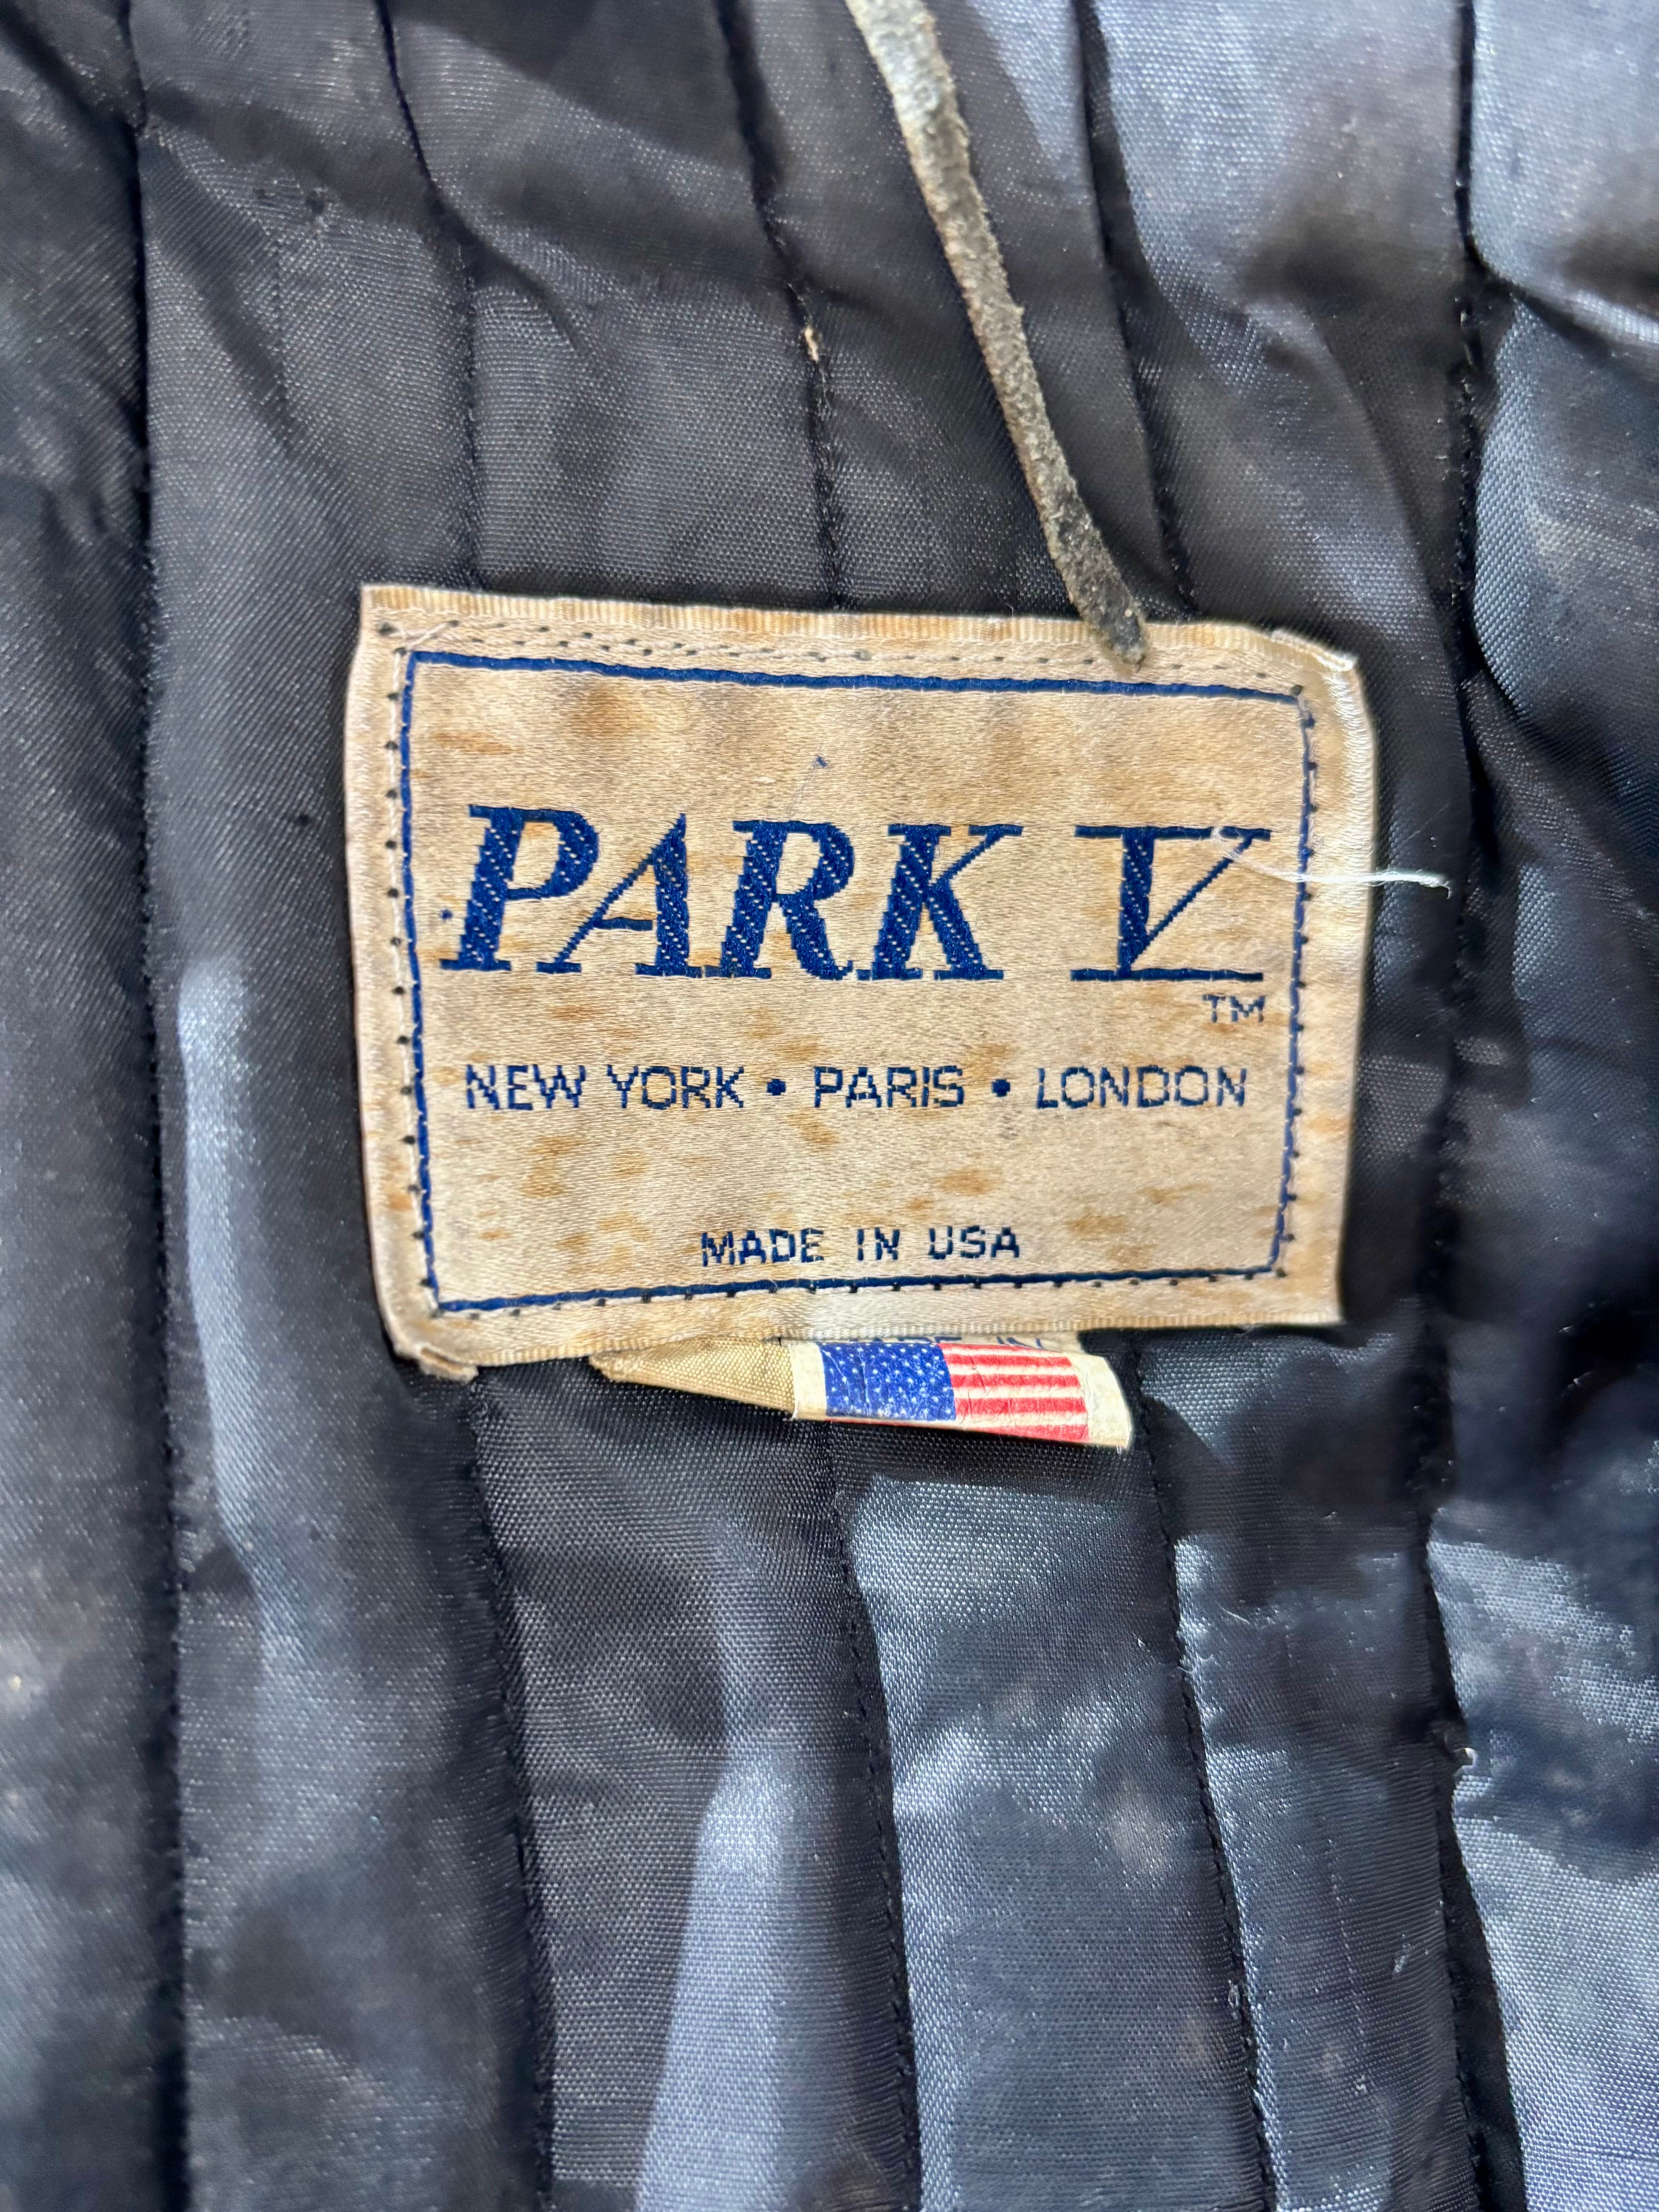 PARK V
TM
NEW YORK • PARIS • LONDON
MADE IN USA